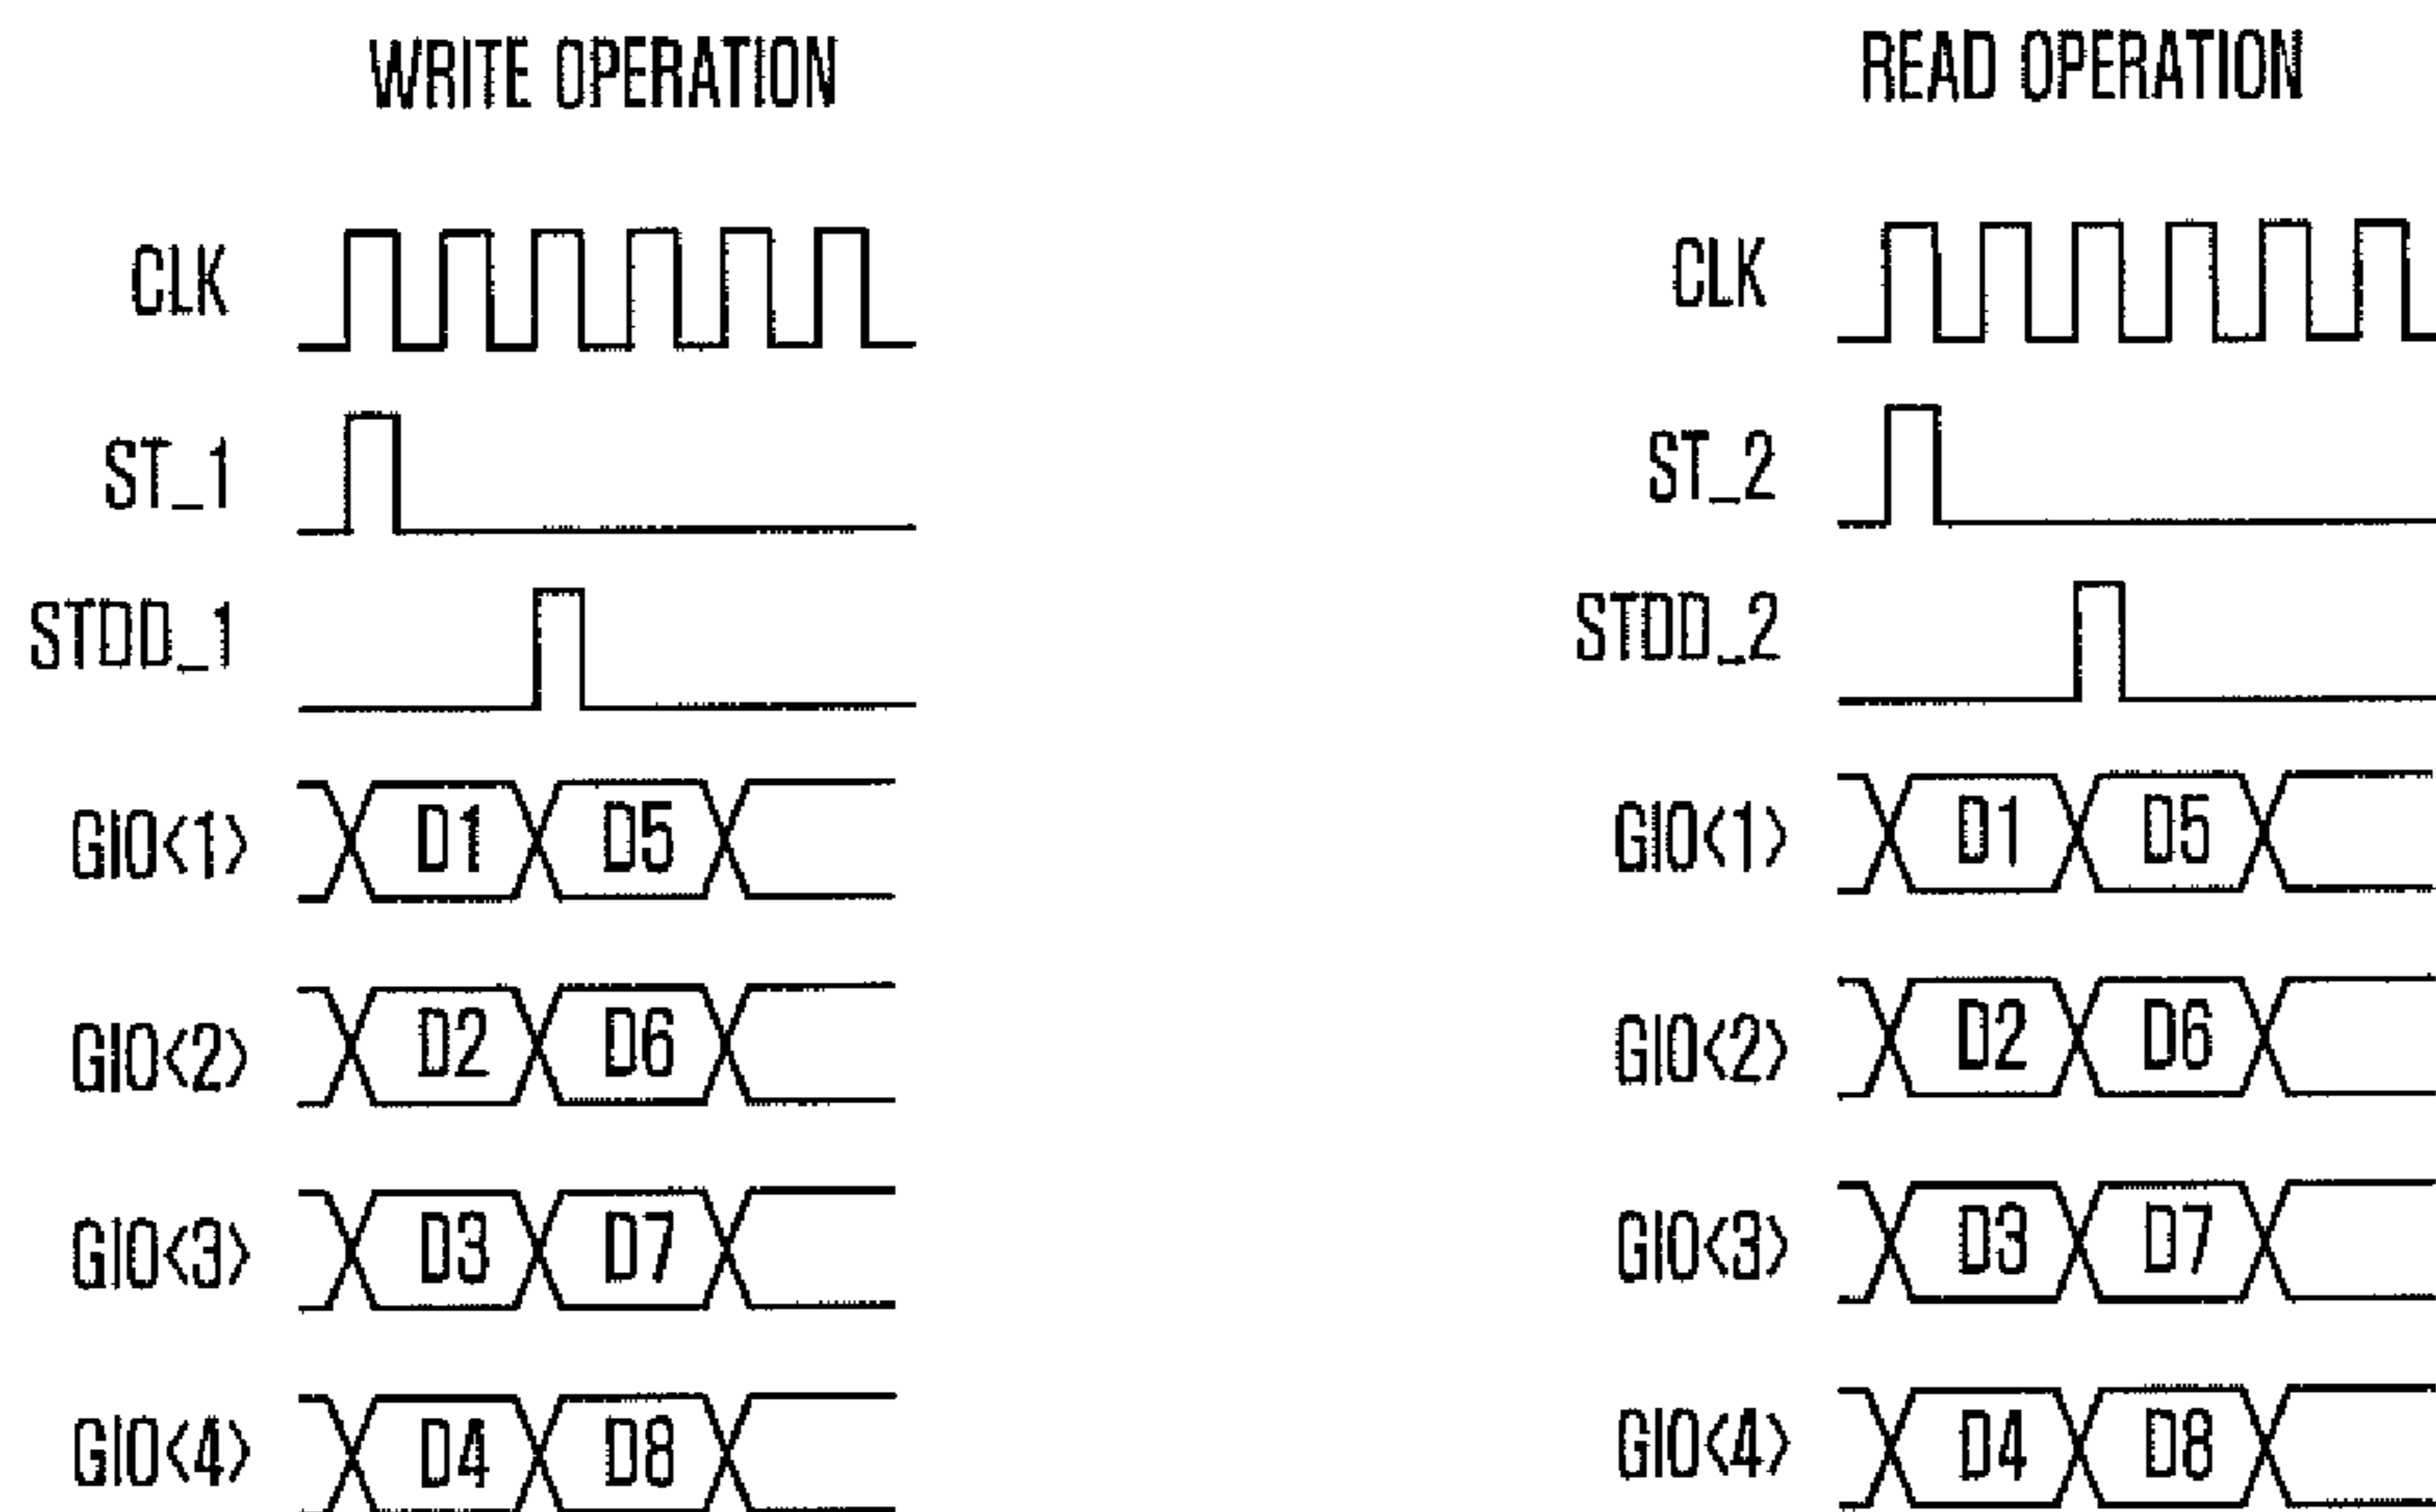 WRITE OPERATION
CLK
ST_1
STDD_1
GIO<1> D1 D5
GIO<2> D2 D6
GIO<3> D3 D7
GIO<4> D4 D8
READ OPERATION
CLK
ST_2
STDD_2
GIO<1> D1 D5
GIO<2> D2 D6
GIO<3> D3 D7
GIO<4> D4 D8